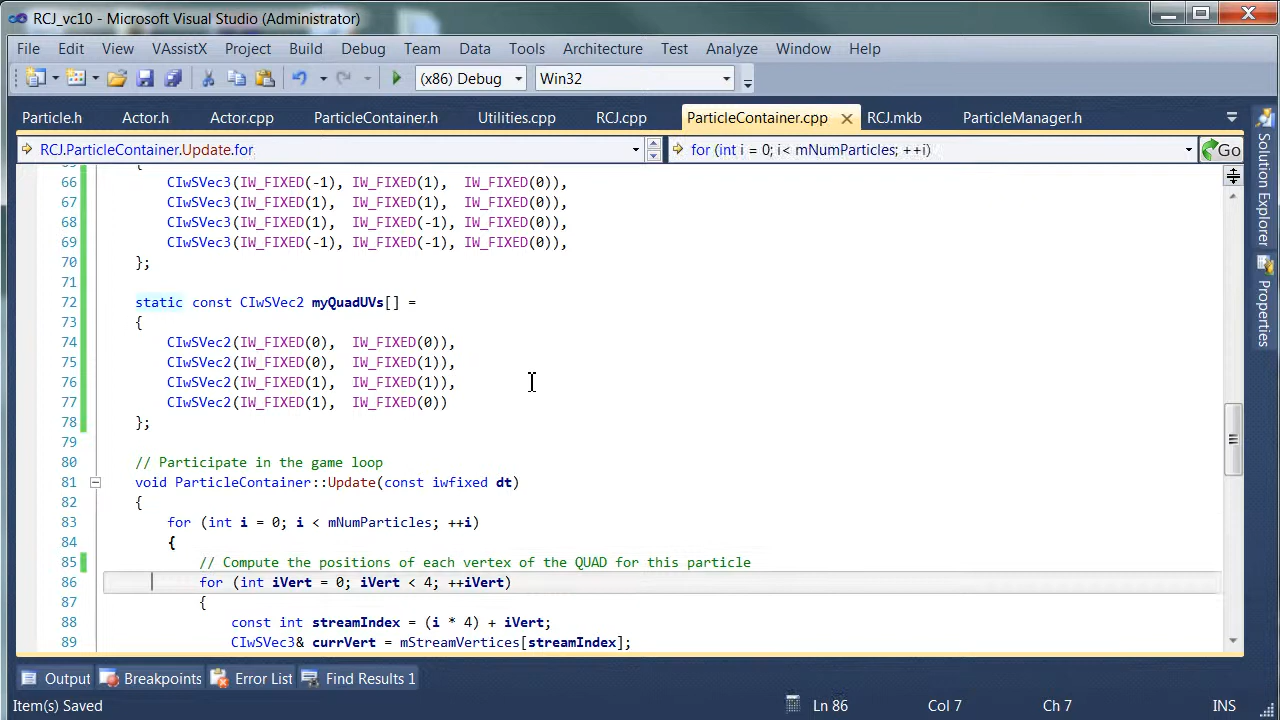 RCJ_vc10 - Microsoft Visual Studio (Administrator)
File Edit View VAssistX Project Build Debug Team Data Tools Architecture Test Analyze Window Help
(x86) Debug Win32
Particle.h Actor.h Actor.cpp ParticleContainer.h Utilities.cpp RCJ.cpp ParticleContainer.cpp RCJ.mkb ParticleManager.h
RCJ.ParticleContainer.Update.for for (int i = 0; i< mNumParticles; ++i) Go
{
66 CIwSVec3(IW_FIXED(-1), IW_FIXED(1), IW_FIXED(0)),
67 CIwSVec3(IW_FIXED(1), IW_FIXED(1), IW_FIXED(0)),
68 CIwSVec3(IW_FIXED(1), IW_FIXED(-1), IW_FIXED(0)),
69 CIwSVec3(IW_FIXED(-1), IW_FIXED(-1), IW_FIXED(0)),
70 };
71
72 static const CIwSVec2 myQuadUVs[] =
73 {
74 CIwSVec2(IW_FIXED(0), IW_FIXED(0)),
75 CIwSVec2(IW_FIXED(0), IW_FIXED(1)),
76 CIwSVec2(IW_FIXED(1), IW_FIXED(1)),
77 CIwSVec2(IW_FIXED(1), IW_FIXED(0))
78 };
79
80 // Participate in the game loop
81 void ParticleContainer::Update(const iwfixed dt)
82 {
83 for (int i = 0; i < mNumParticles; ++i)
84 {
85 // Compute the positions of each vertex of the QUAD for this particle
86 for (int iVert = 0; iVert < 4; ++iVert)
87 {
88 const int streamIndex = (i * 4) + iVert;
89 CIwSVec3& currVert = mStreamVertices[streamIndex];
Solution Explorer
Properties
Output Breakpoints Error List Find Results 1
Item(s) Saved Ln 86 Col 7 Ch 7 INS